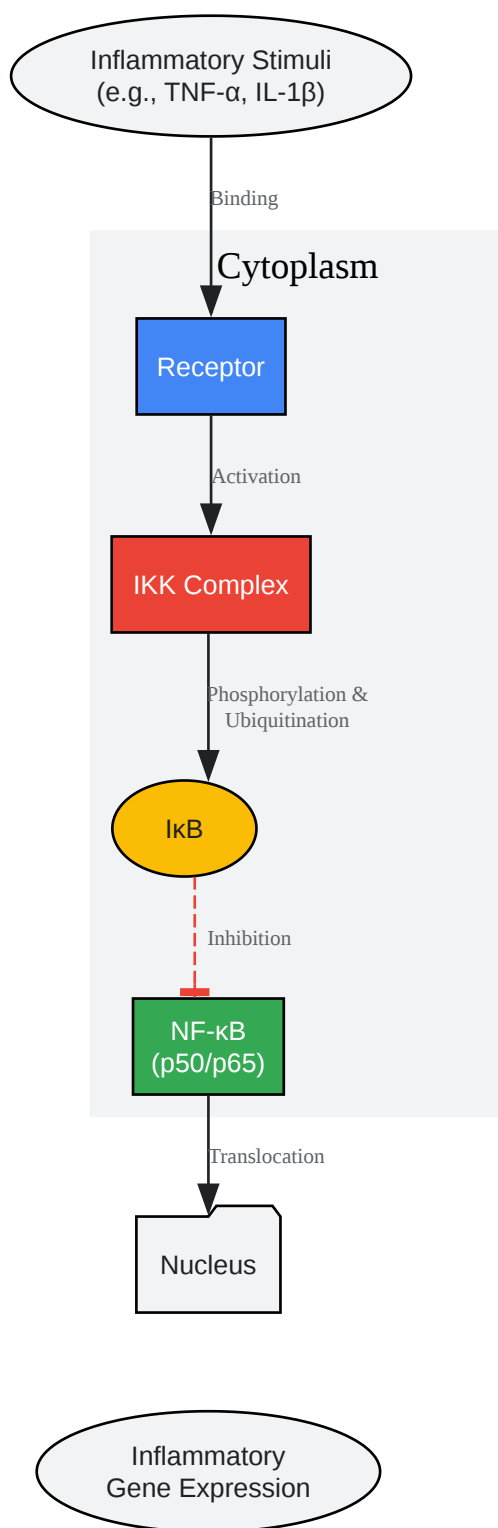 Inflammatory Stimuli
(e.g., TNF-α, IL-1β)
Binding
Cytoplasm
Receptor
Activation
IKK Complex
Phosphorylation &
Ubiquitination
IκB
Inhibition
NF-κB
(p50/p65)
Translocation
Nucleus
Inflammatory
Gene Expression